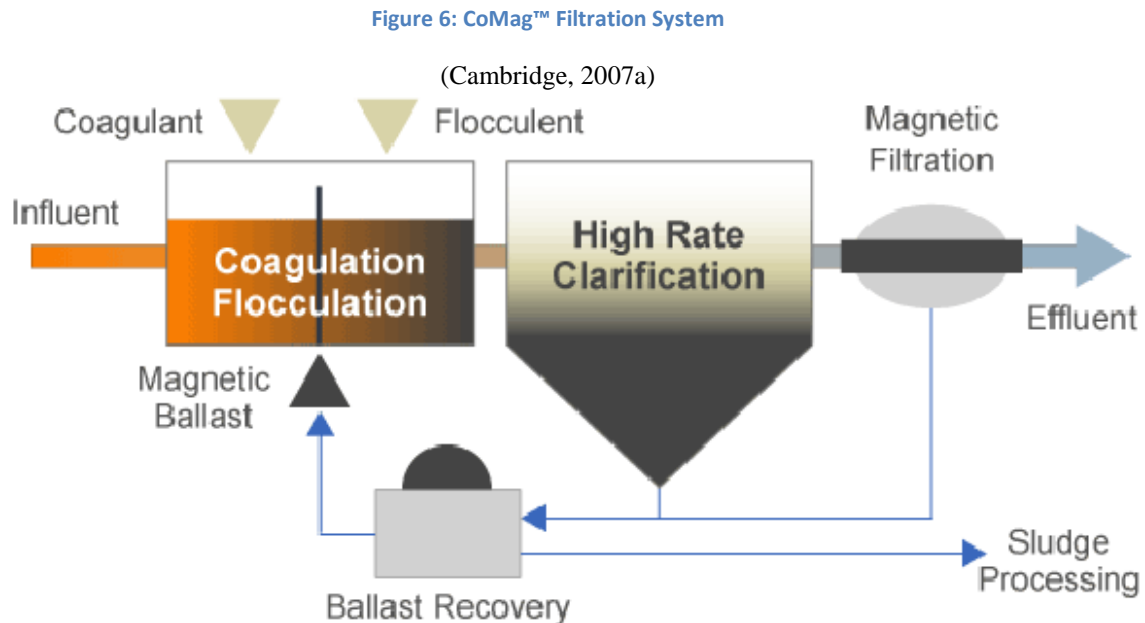 Figure 6: CoMag™ Filtration System
(Cambridge, 2007a)
Coagulant
Flocculent
Magnetic
Filtration
Influent
Coagulation
Flocculation
High Rate
Clarification
Effluent
Magnetic
Ballast
Ballast Recovery
Sludge
Processing